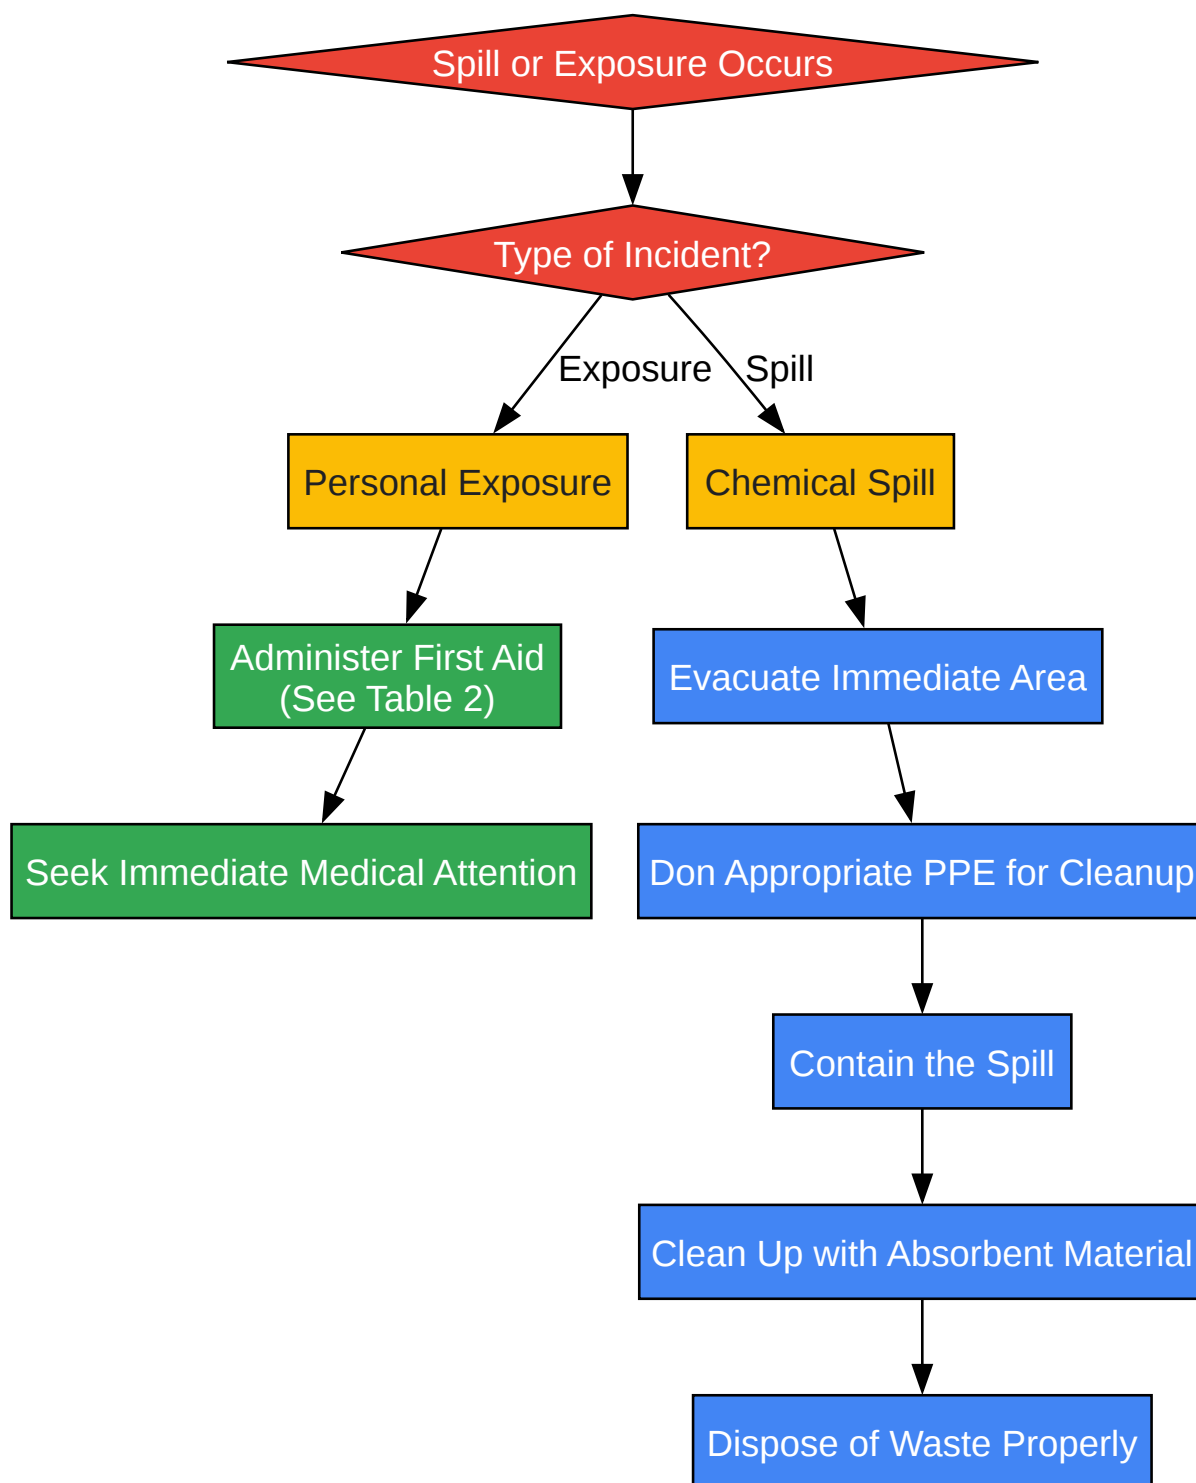 Spill or Exposure Occurs
Type of Incident?
Exposure
Spill
Personal Exposure
Chemical Spill
Administer First Aid
(See Table 2)
Evacuate Immediate Area
Seek Immediate Medical Attention
Don Appropriate PPE for Cleanup
Contain the Spill
Clean Up with Absorbent Material
Dispose of Waste Properly